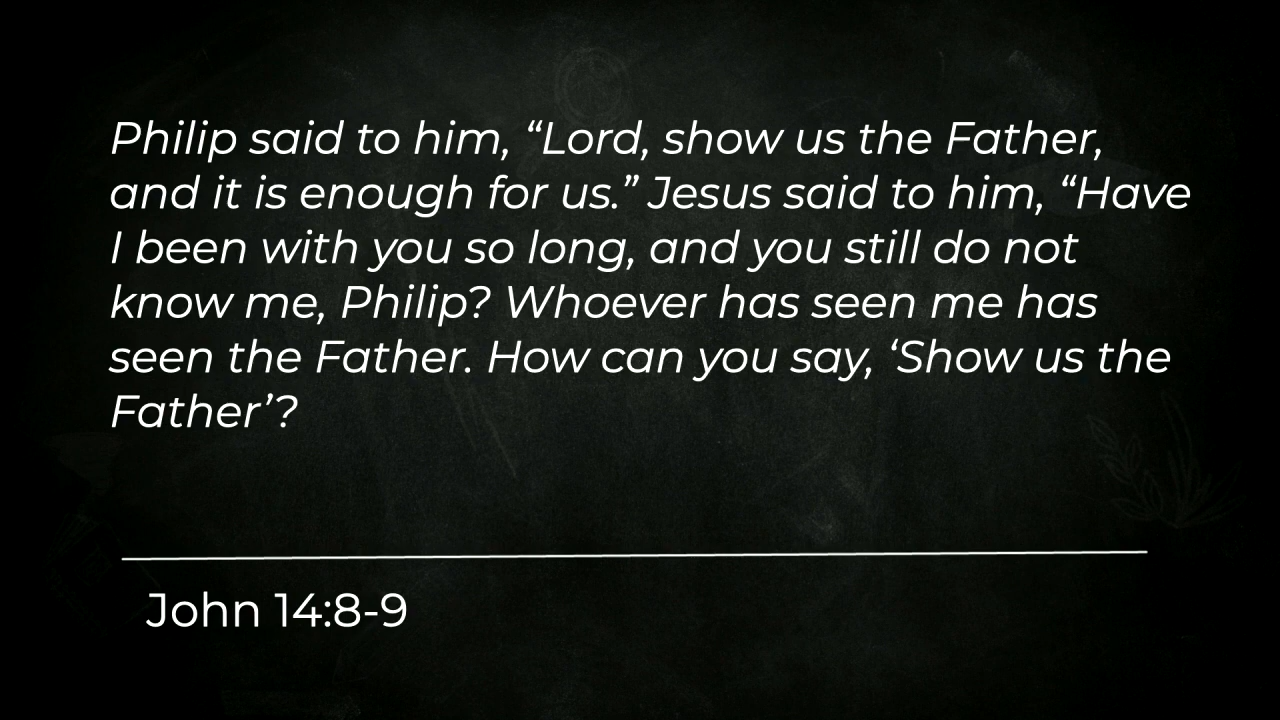 Philip said to him, “Lord, show us the Father,
and it is enough for us.” Jesus said to him, “Have
I been with you so long, and you still do not
know me, Philip? Whoever has seen me has
seen the Father. How can you say, ‘Show us the
Father’?
John 14:8-9